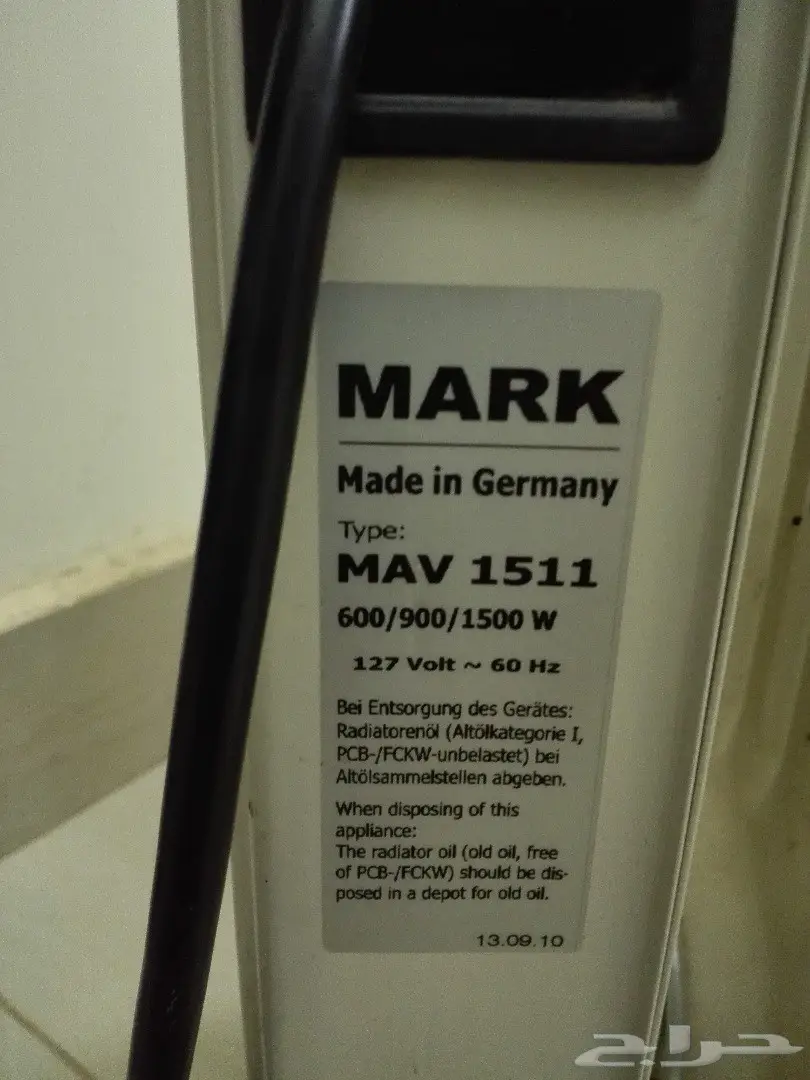 MARK
Made in Germany
Type:
MAV 1511
600/900/1500 W
127 Volt ~ 60 Hz
Bei Entsorgung des Gerätes:
Radiatorenöl (Altölkategorie I,
PCB-/FCKW-unbelastet) bei
Altölsammelstellen abgeben.
When disposing of this
appliance:
The radiator oil (old oil, free
of PCB-/FCKW) should be dis-
posed in a depot for old oil.
13.09.10
حراج